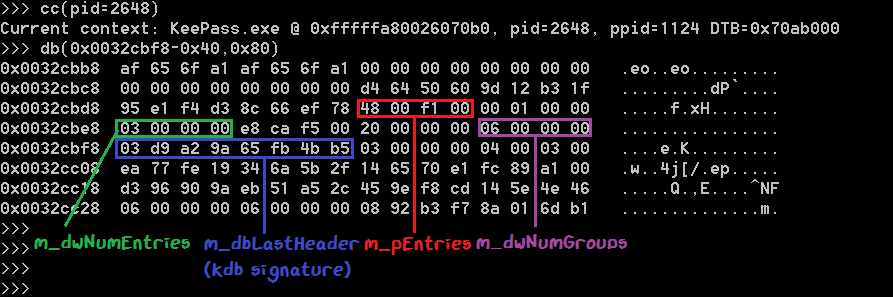 >>> cc(pid=2648)
Current context: KeePass.exe @ 0xfffffa80026070b0, pid=2648, ppid=1124 DTB=0x70ab000
>>> db(0x0032cbf8-0x40,0x80)
0x0032cbb8 af 65 6f a1 af 65 6f a1 00 00 00 00 00 00 00 00 .eo..eo.........
0x0032cbc8 00 00 00 00 00 00 00 00 d4 64 50 60 9d 12 b3 1f .........dP`....
0x0032cbd8 95 e1 f4 d3 8c 66 ef 78 48 00 f1 00 00 01 00 00 .....f.xH.......
0x0032cbe8 03 00 00 00 e8 ca f5 00 20 00 00 00 06 00 00 00 ........ .......
0x0032cbf8 03 d9 a2 9a 65 fb 4b b5 03 00 00 00 04 00 03 00 ....e.K.........
0x0032cc08 ea 77 fe 19 34 6a 5b 2f 14 65 70 e1 fc 89 a1 00 .w..4j[/.ep.....
d3 96 90 9a eb 51 a5 2c 45 9e f8 cd 14 5e 4e 46 .....Q.,E....^NF
06 00 00 00 06 00 00 00 08 92 b3 f7 8a 01 6d b1 ..............m.
>>>
>>> m_dwNumEntries m_dbLastHeader m_pEntries m_dwNumGroups
>>> (kdb signature)
>>>